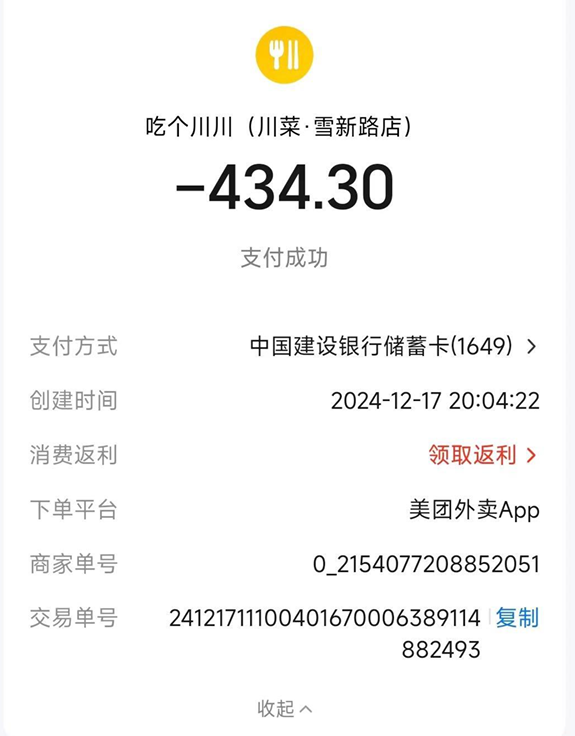 吃个川川（川菜·雪新路店）
-434.30
支付成功
支付方式 中国建设银行储蓄卡(1649)
创建时间 2024-12-17 20:04:22
消费返利 领取返利
下单平台 美团外卖App
商家单号 0_2154077208852051
交易单号 24121711100401670006389114 复制
882493
收起